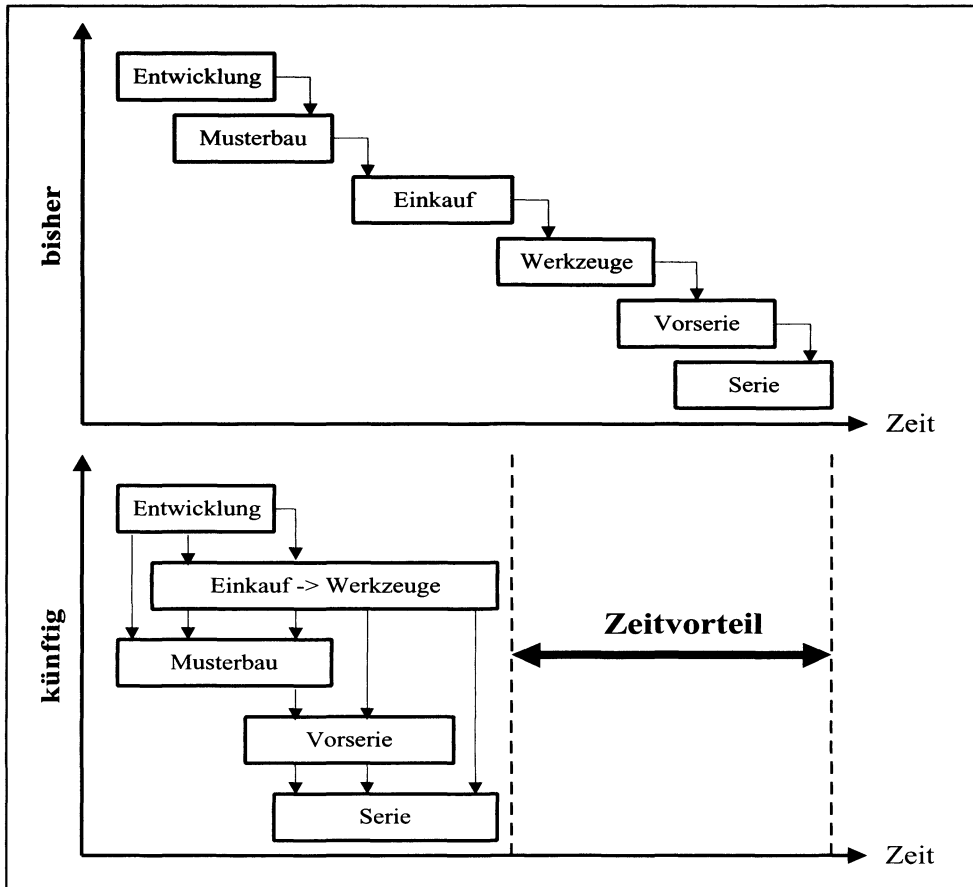 bisher
Entwicklung
Musterbau
Einkauf
Werkzeuge
Vorserie
Serie
Zeit
künftig
Entwicklung
Einkauf -> Werkzeuge
Zeitvorteil
Musterbau
Vorserie
Serie
Zeit